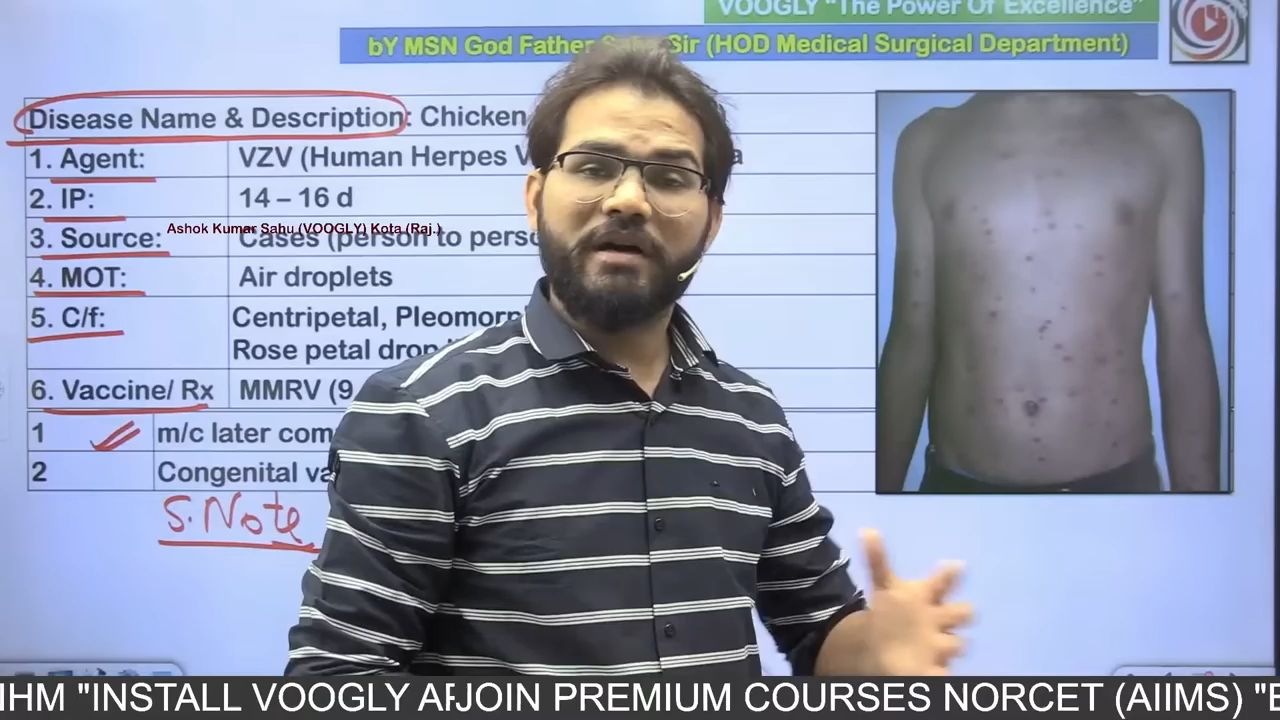 VOOGLY "The Power Of Excellence"
bY MSN God Father Sir (HOD Medical Surgical Department)
Disease Name & Description: Chicken
1. Agent: VZV (Human Herpes V
2. IP: 14 – 16 d
Ashok Kumar Sahu (VOOGLY) Kota (Raj.)
3. Source: Cases (person to perso
4. MOT: Air droplets
5. C/f: Centripetal, Pleomorp
Rose petal drop
6. Vaccine/ Rx MMRV (9
1 m/c later com
2 Congenital va
S. Note
NHM "INSTALL VOOGLY AP JOIN PREMIUM COURSES NORCET (AIIMS) "E